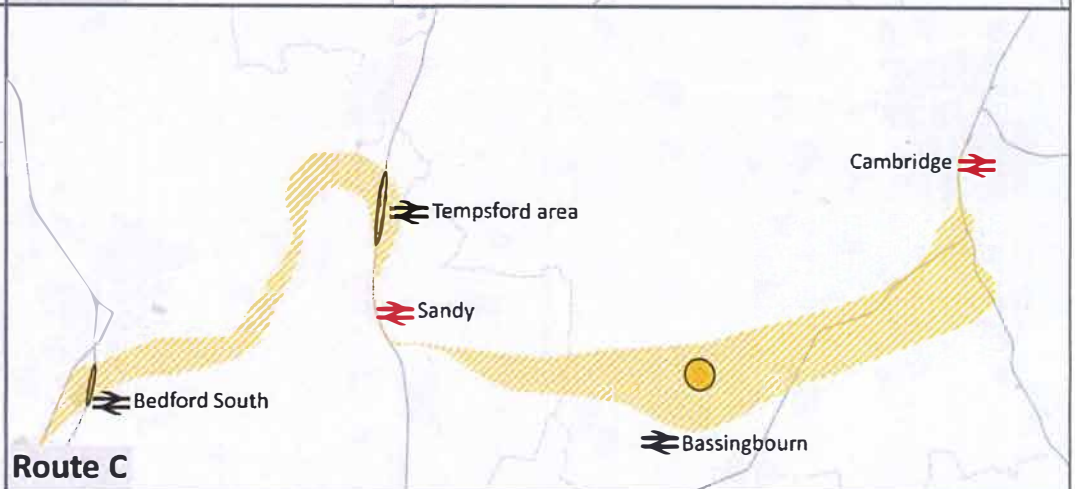 Cambridge
Tempsford area
Sandy
Bedford South
Bassingbourn
Route C